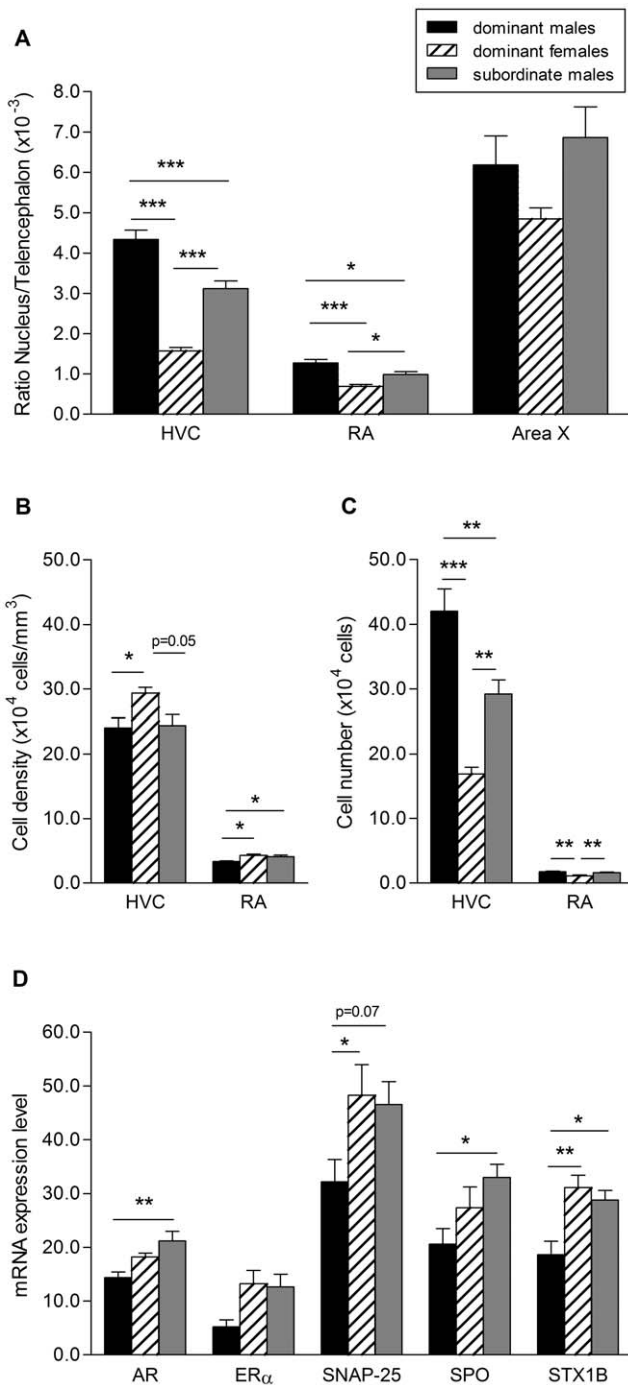 A
dominant males
dominant females
subordinate males
Ratio Nucleus/Telencephalon (x10⁻³)
8.0
7.0
6.0
5.0
4.0
3.0
2.0
1.0
0.0
***
***
***
*
***
*
HVC RA Area X
B
Cell density (x10⁴ cells/mm³)
50.0
40.0
30.0
20.0
10.0
0.0
p=0.05
*
*
*
HVC RA
C
Cell number (x10⁴ cells)
50.0
40.0
30.0
20.0
10.0
0.0
**
***
**
** **
HVC RA
D
mRNA expression level
60.0
50.0
40.0
30.0
20.0
10.0
0.0
p=0.07
*
**
*
*
**
AR ERα SNAP-25 SPO STX1B